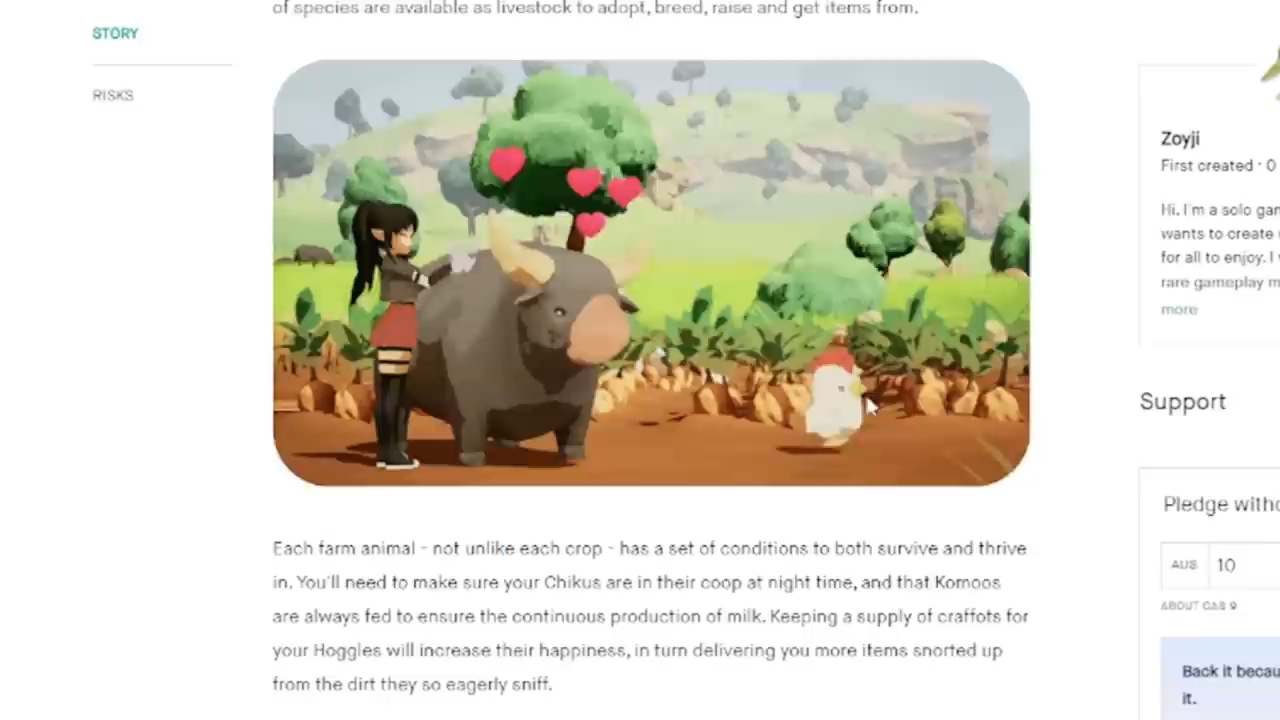 of species are available as livestock to adopt, breed, raise and get items from.
STORY
RISKS
Each farm animal - not unlike each crop - has a set of conditions to both survive and thrive
in. You'll need to make sure your Chikus are in their coop at night time, and that Komoos
are always fed to ensure the continuous production of milk. Keeping a supply of craffots for
your Hoggles will increase their happiness, in turn delivering you more items snorted up
from the dirt they so eagerly sniff.
Zoyji
First created · 0
Hi. I'm a solo gam
wants to create
for all to enjoy. I
rare gameplay m
more
Support
Pledge witho
AU$ 10
ABOUT CA$ 9
Back it becau
it.